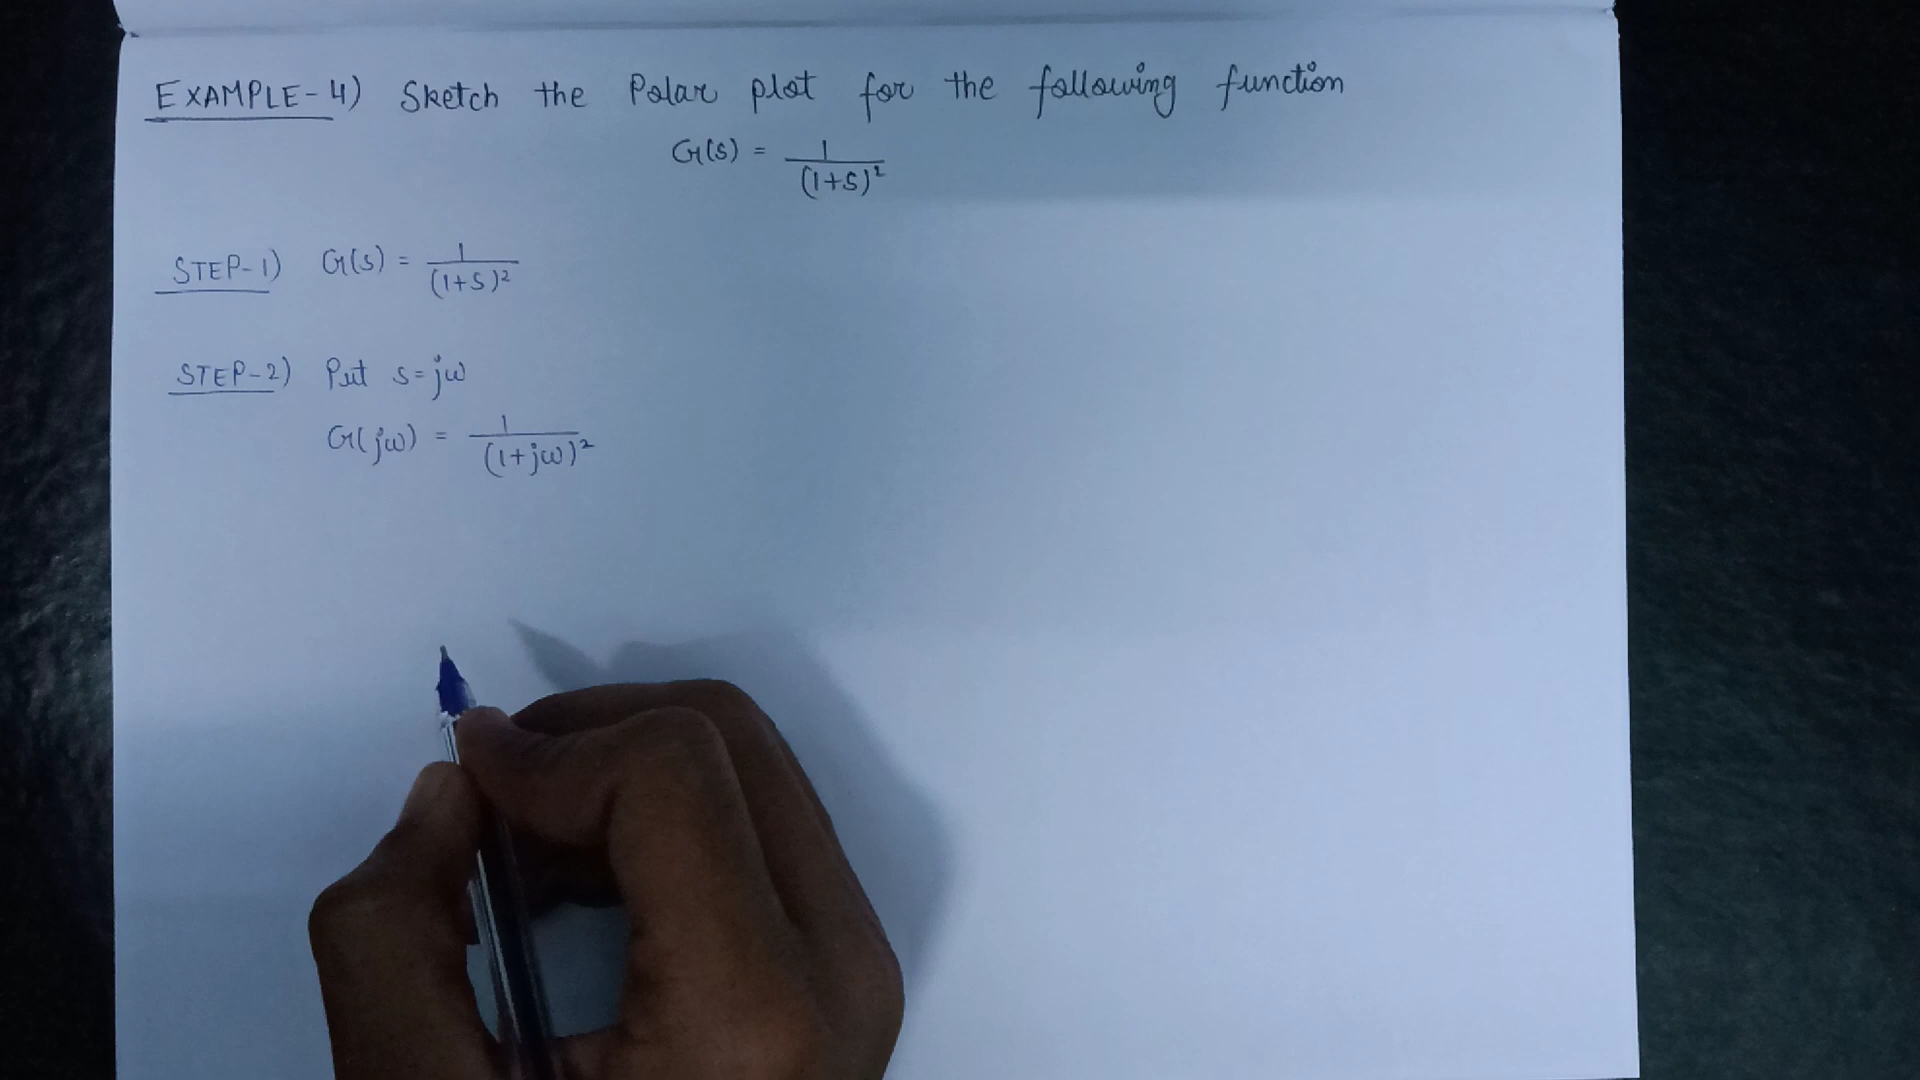 EXAMPLE-4) Sketch the Polar plot for the following function
G(s) = 1/(1+S)²
STEP-1) G(s) = 1/(1+S)²
STEP-2) Put s=jω
G(jω) = 1/(1+jω)²